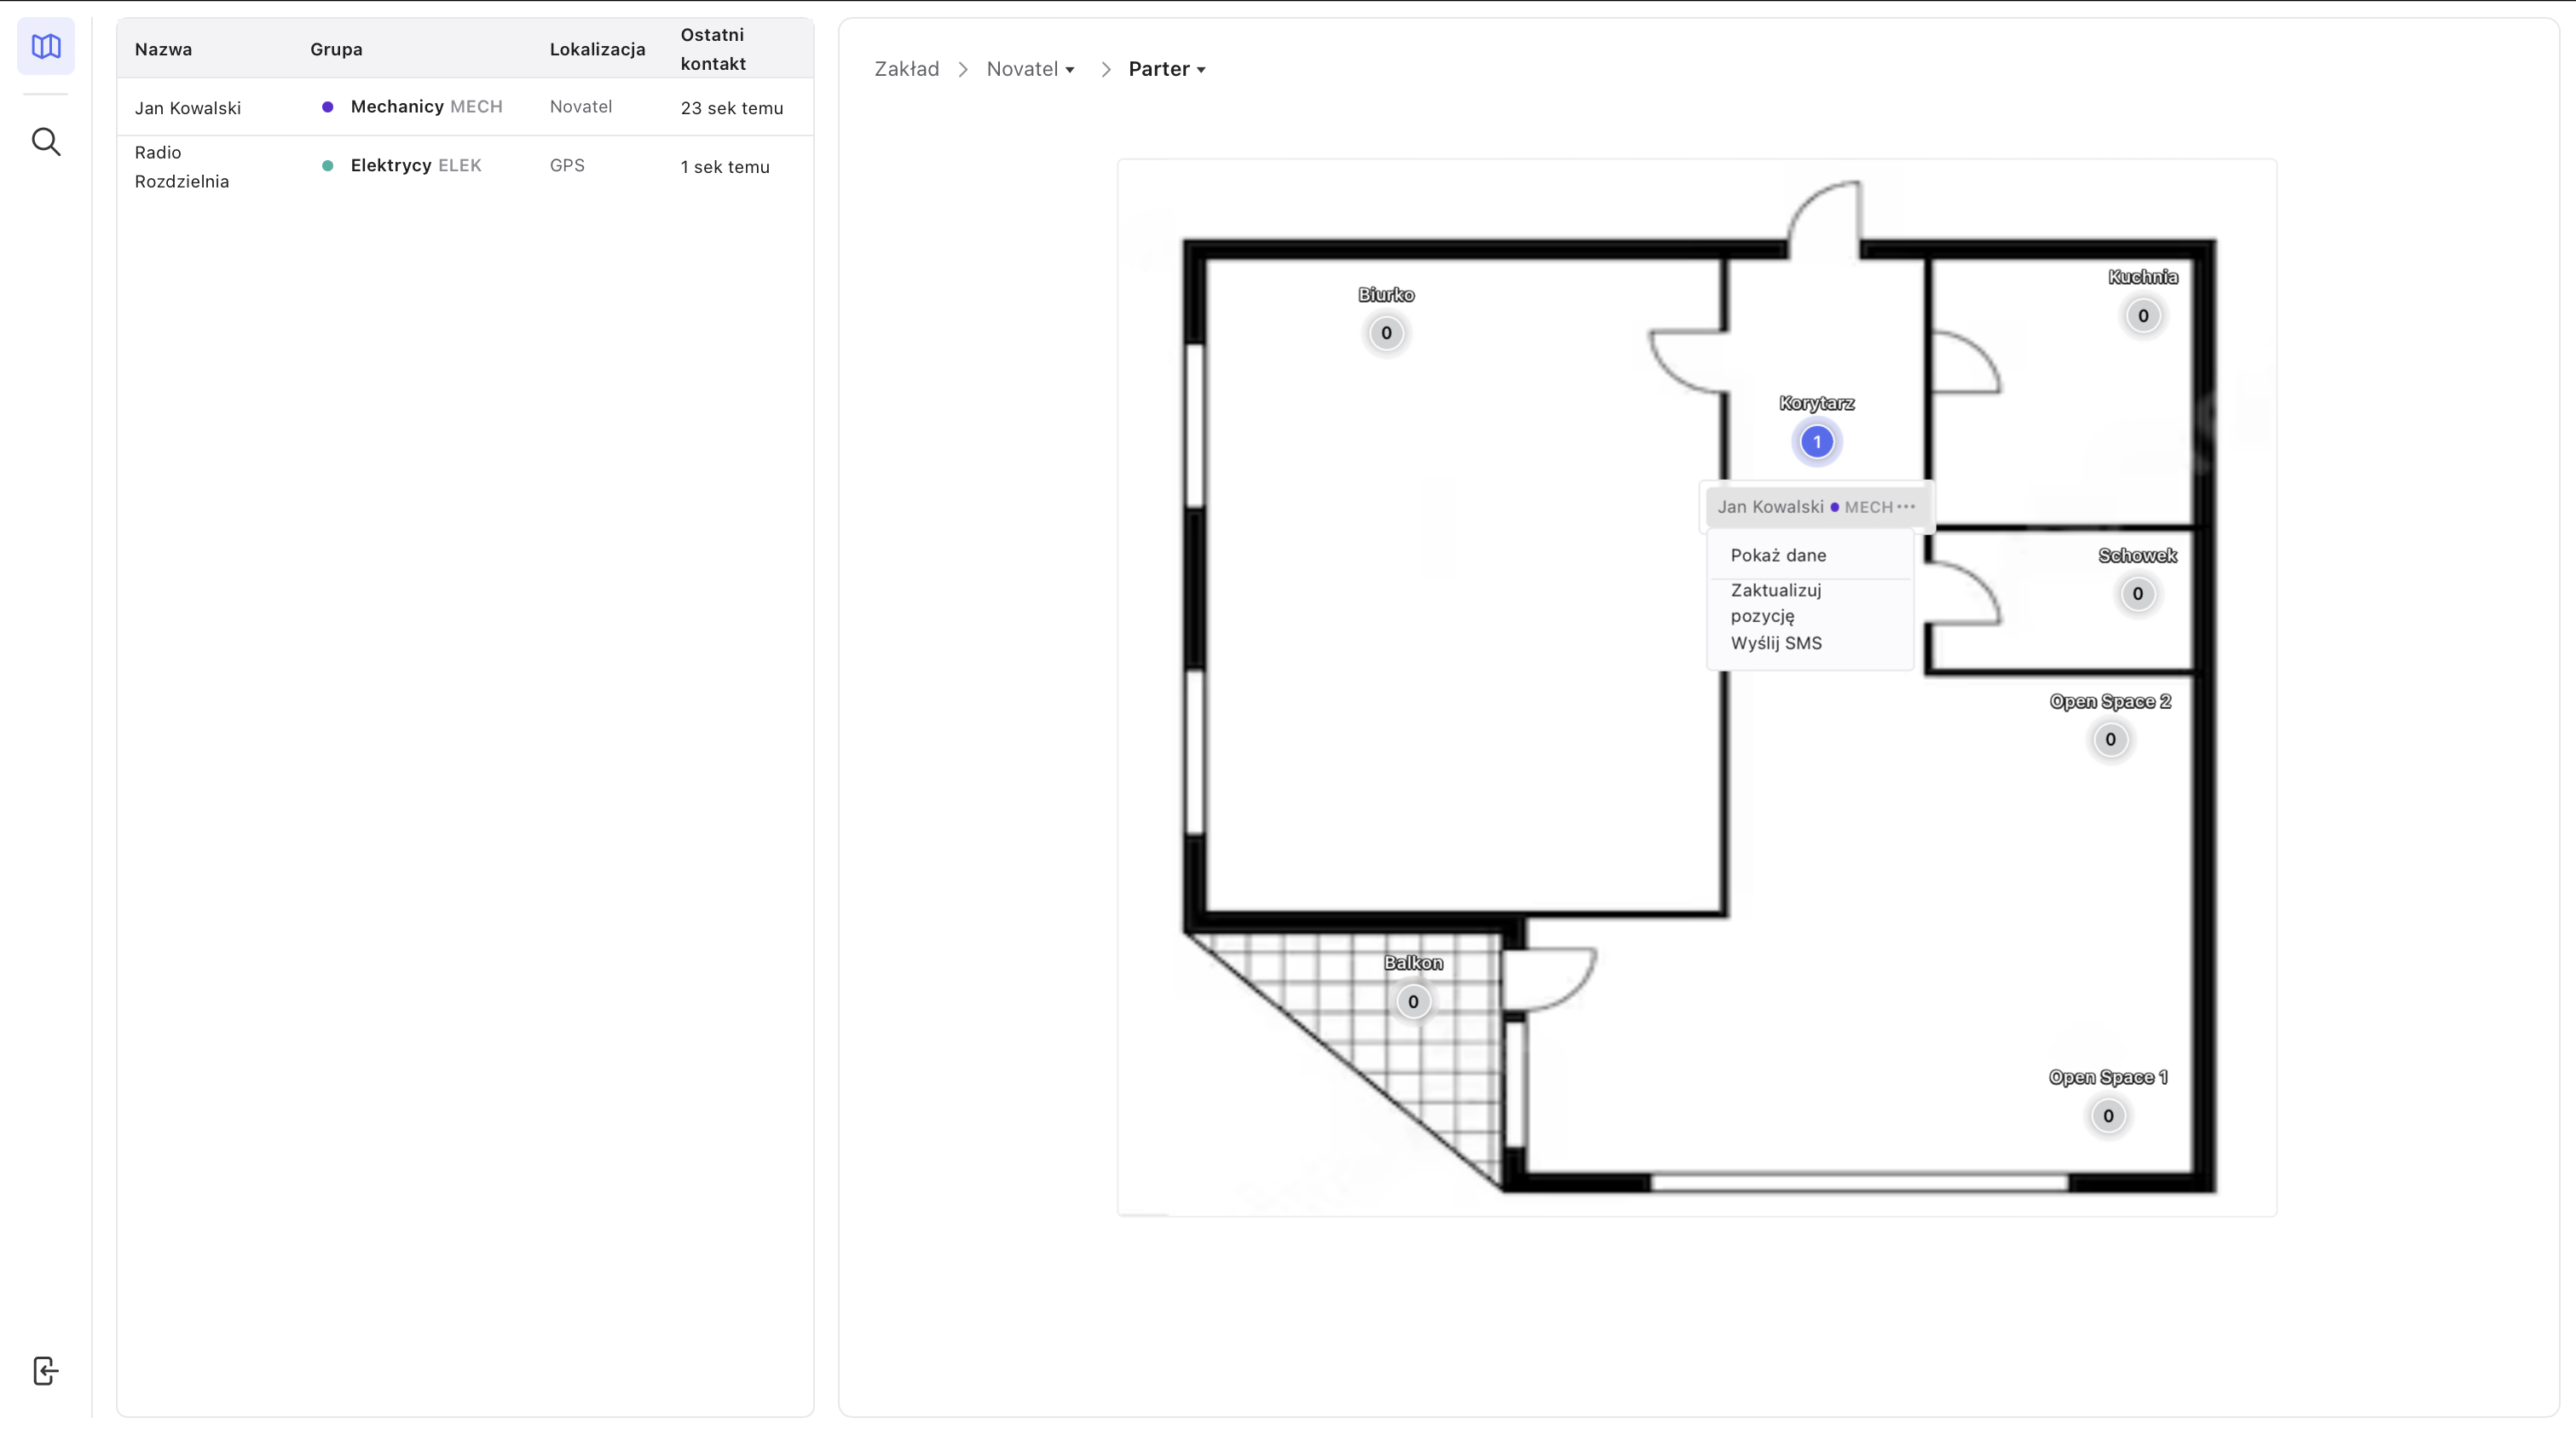 Nazwa Grupa Lokalizacja Ostatni
kontakt
Jan Kowalski Mechanicy MECH Novatel 23 sek temu
Radio
Rozdzielnia Elektrycy ELEK GPS 1 sek temu
Zakład > Novatel > Parter
Biurko
0
Kuchnia
0
Korytarz
1
Jan Kowalski MECH ...
Pokaż dane
Zaktualizuj
pozycję
Wyślij SMS
Schowek
0
Open Space 2
0
Balkon
0
Open Space 1
0